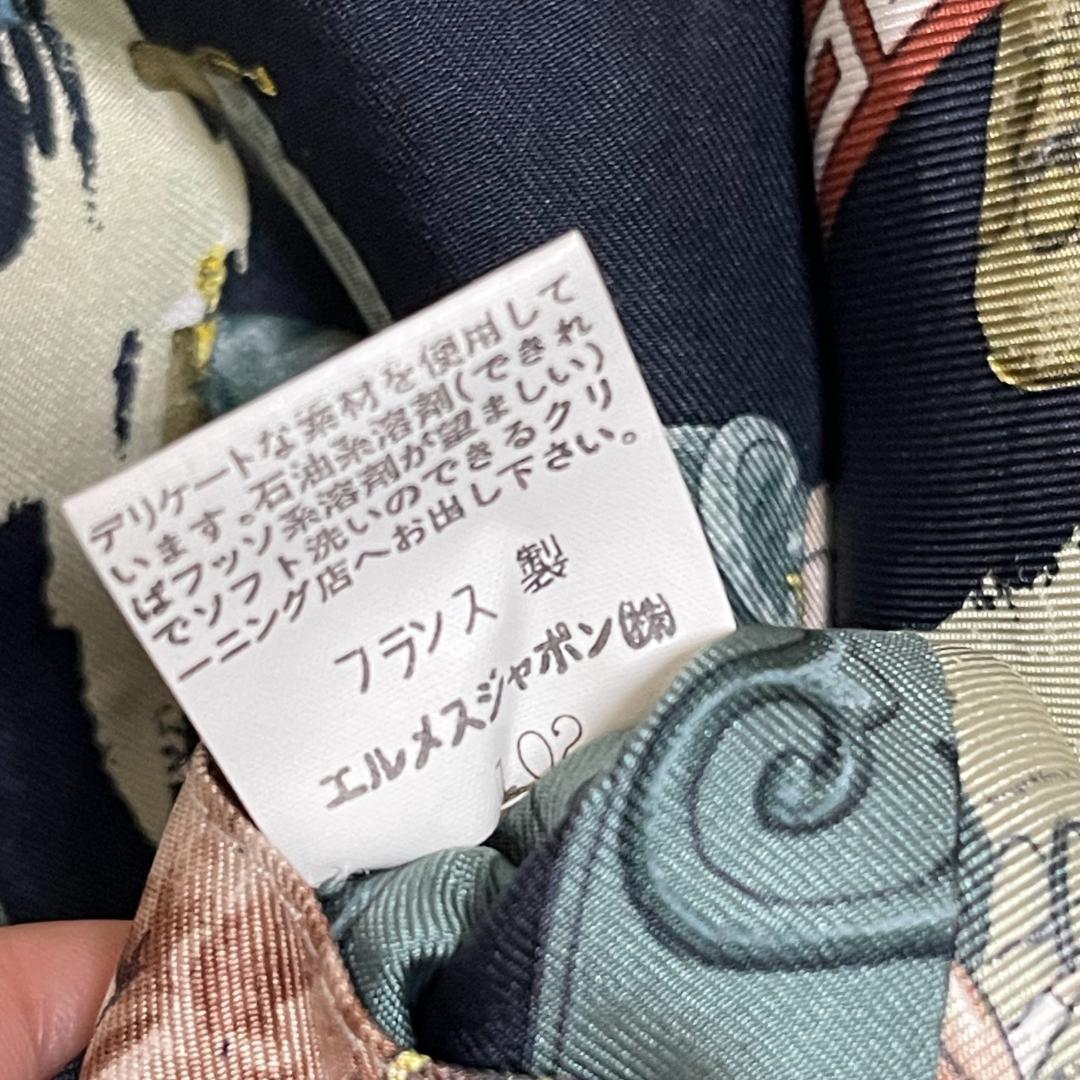 デリケートな素材を使用して
います。石油系溶剤(できれ
ばフッソ系溶剤が望ましい)
でソフト洗いのできるクリ
ーニング店へお出し下さい。
フランス 製
エルメスジャポン㈱
102